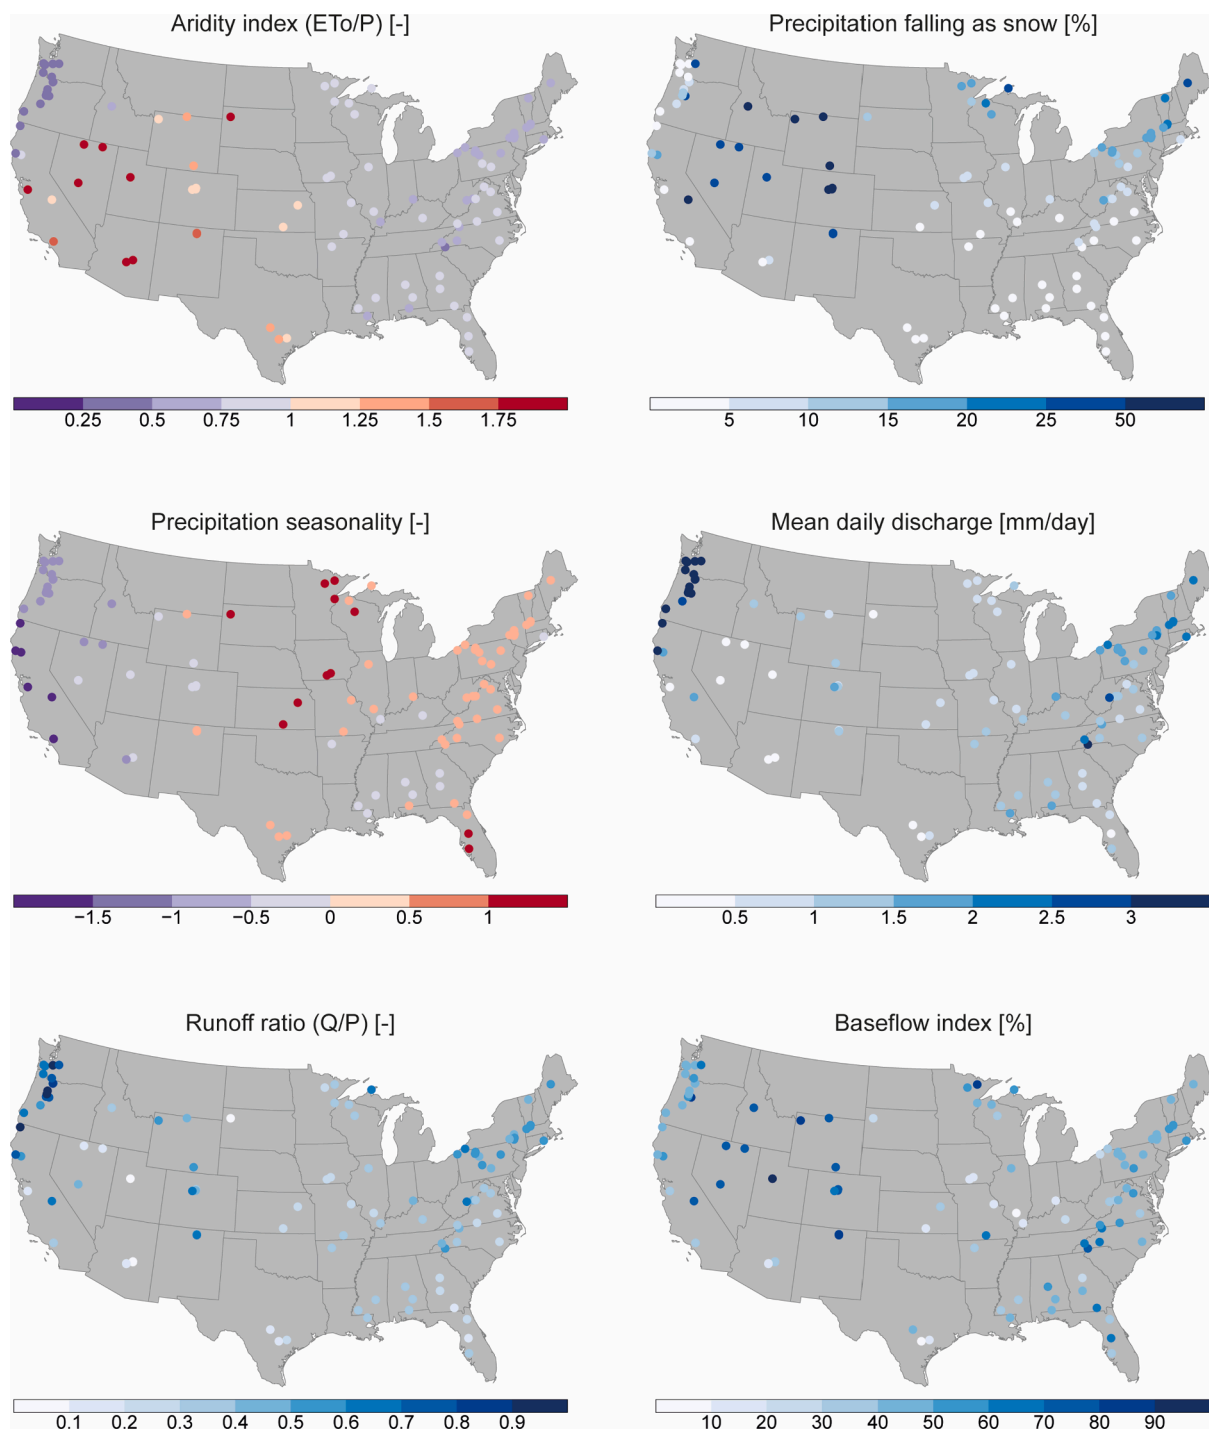 Aridity index (ETo/P) [-]
Precipitation falling as snow [%]
0.25 0.5 0.75 1 1.25 1.5 1.75
5 10 15 20 25 50
Precipitation seasonality [-]
Mean daily discharge [mm/day]
−1.5 −1 −0.5 0 0.5 1
0.5 1 1.5 2 2.5 3
Runoff ratio (Q/P) [-]
Baseflow index [%]
0.1 0.2 0.3 0.4 0.5 0.6 0.7 0.8 0.9
10 20 30 40 50 60 70 80 90